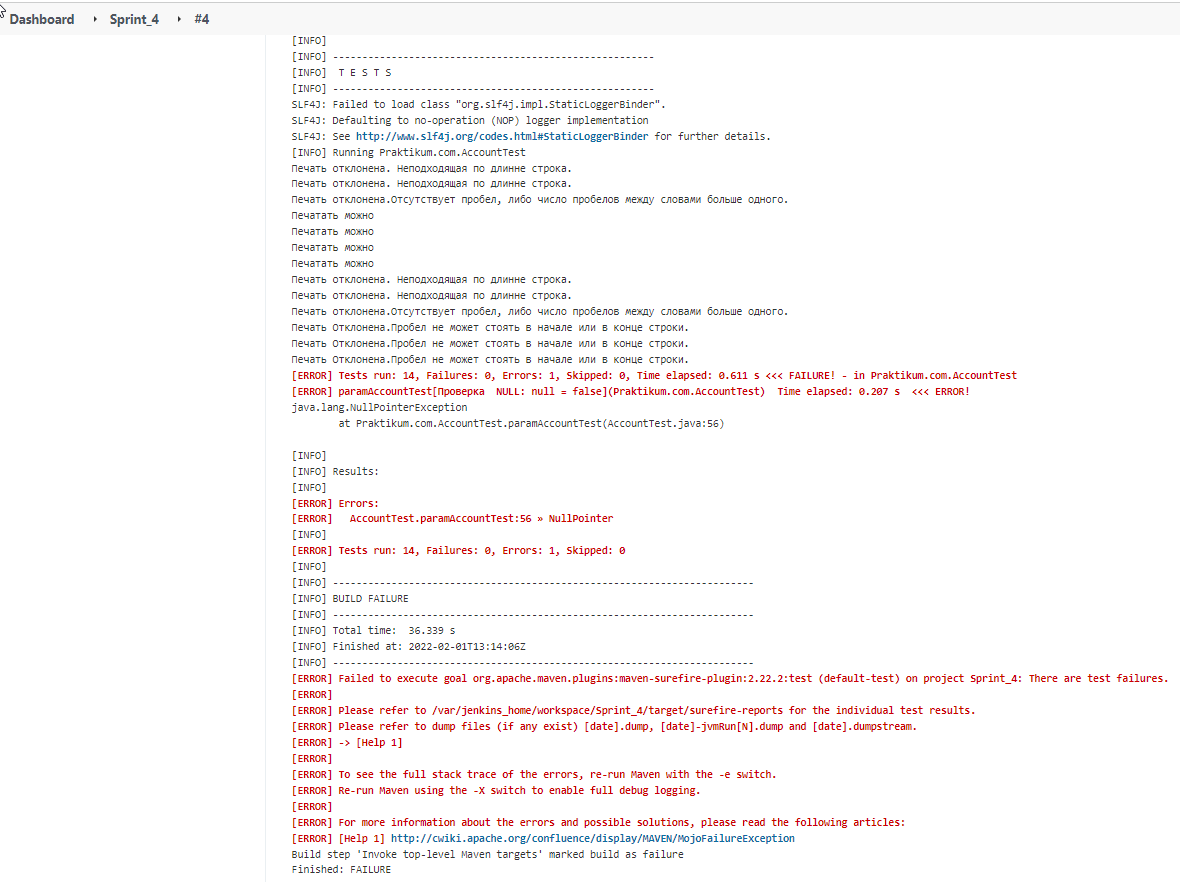 Dashboard ▸ Sprint_4 ▸ #4
[INFO]
[INFO] -------------------------------------------------------
[INFO]  T E S T S
[INFO] -------------------------------------------------------
SLF4J: Failed to load class "org.slf4j.impl.StaticLoggerBinder".
SLF4J: Defaulting to no-operation (NOP) logger implementation
SLF4J: See http://www.slf4j.org/codes.html#StaticLoggerBinder for further details.
[INFO] Running Praktikum.com.AccountTest
Печать отклонена. Неподходящая по длинне строка.
Печать отклонена. Неподходящая по длинне строка.
Печать отклонена.Отсутствует пробел, либо число пробелов между словами больше одного.
Печатать можно
Печатать можно
Печатать можно
Печатать можно
Печать отклонена. Неподходящая по длинне строка.
Печать отклонена. Неподходящая по длинне строка.
Печать отклонена.Отсутствует пробел, либо число пробелов между словами больше одного.
Печать Отклонена.Пробел не может стоять в начале или в конце строки.
Печать Отклонена.Пробел не может стоять в начале или в конце строки.
Печать Отклонена.Пробел не может стоять в начале или в конце строки.
[ERROR] Tests run: 14, Failures: 0, Errors: 1, Skipped: 0, Time elapsed: 0.611 s <<< FAILURE! - in Praktikum.com.AccountTest
[ERROR] paramAccountTest[Проверка  NULL: null = false](Praktikum.com.AccountTest)  Time elapsed: 0.207 s  <<< ERROR!
java.lang.NullPointerException
	at Praktikum.com.AccountTest.paramAccountTest(AccountTest.java:56)
[INFO]
[INFO] Results:
[INFO]
[ERROR] Errors:
[ERROR]   AccountTest.paramAccountTest:56 » NullPointer
[INFO]
[ERROR] Tests run: 14, Failures: 0, Errors: 1, Skipped: 0
[INFO]
[INFO] ------------------------------------------------------------------------
[INFO] BUILD FAILURE
[INFO] ------------------------------------------------------------------------
[INFO] Total time:  36.339 s
[INFO] Finished at: 2022-02-01T13:14:06Z
[INFO] ------------------------------------------------------------------------
[ERROR] Failed to execute goal org.apache.maven.plugins:maven-surefire-plugin:2.22.2:test (default-test) on project Sprint_4: There are test failures.
[ERROR]
[ERROR] Please refer to /var/jenkins_home/workspace/Sprint_4/target/surefire-reports for the individual test results.
[ERROR] Please refer to dump files (if any exist) [date].dump, [date]-jvmRun[N].dump and [date].dumpstream.
[ERROR] -> [Help 1]
[ERROR]
[ERROR] To see the full stack trace of the errors, re-run Maven with the -e switch.
[ERROR] Re-run Maven using the -X switch to enable full debug logging.
[ERROR]
[ERROR] For more information about the errors and possible solutions, please read the following articles:
[ERROR] [Help 1] http://cwiki.apache.org/confluence/display/MAVEN/MojoFailureException
Build step 'Invoke top-level Maven targets' marked build as failure
Finished: FAILURE